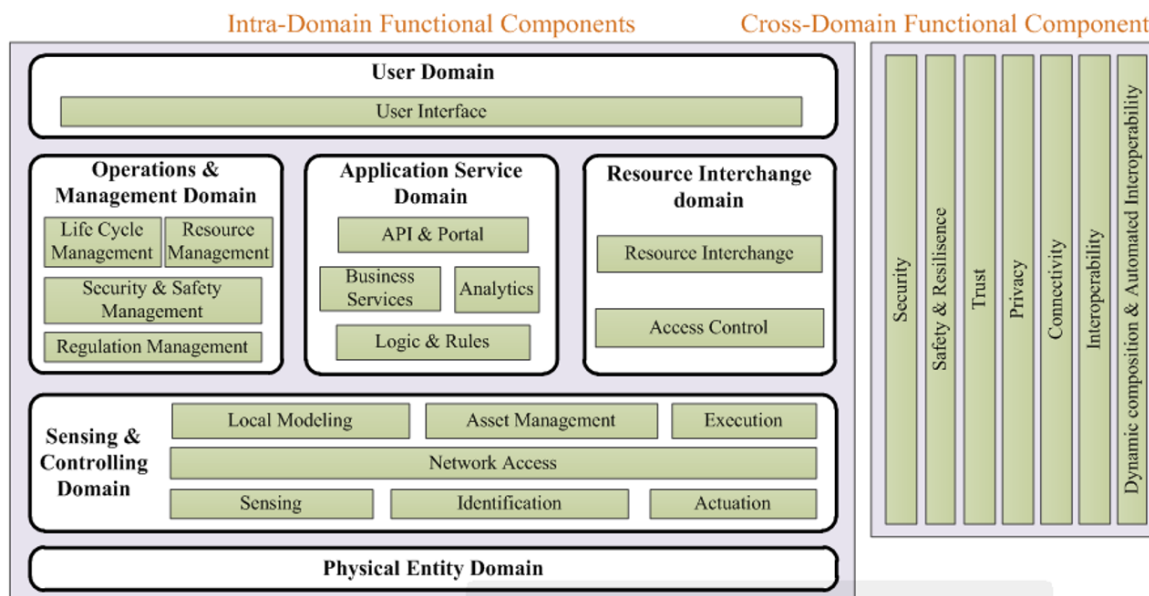 Intra-Domain Functional Components
Cross-Domain Functional Component
User Domain
User Interface
Operations &
Management Domain
Life Cycle
Management
Resource
Management
Security & Safety
Management
Regulation Management
Application Service
Domain
API & Portal
Business
Services
Analytics
Logic & Rules
Resource Interchange
domain
Resource Interchange
Access Control
Sensing &
Controlling
Domain
Local Modeling
Asset Management
Execution
Network Access
Sensing
Identification
Actuation
Physical Entity Domain
Security
Safety & Resilisence
Trust
Privacy
Connectivity
Interoperability
Dynamic composition & Automated Interoperability